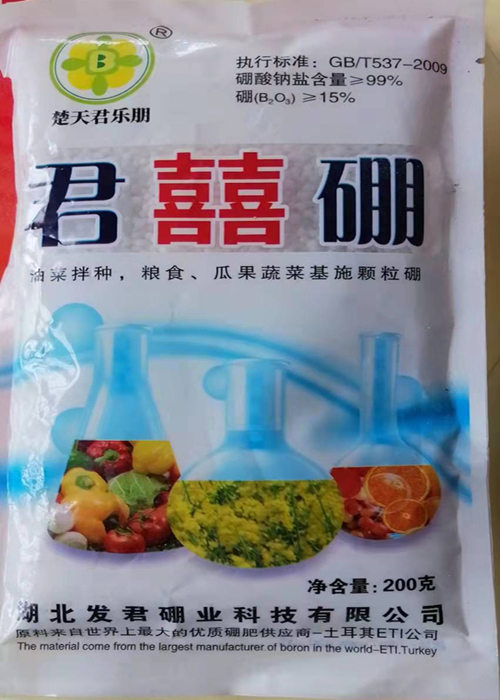 B
®
楚天君乐朋
执行标准：GB/T537-2009
硼酸钠盐含量≥99%
硼(B₂O₃) ≥15%
君囍硼
油菜拌种，粮食、瓜果蔬菜基施颗粒硼
净含量：200克
湖北发君硼业科技有限公司
原料来自世界上最大的优质硼肥供应商-土耳其ETI公司
The material come from the largest manufacturer of boron in the world-ETI.Turkey